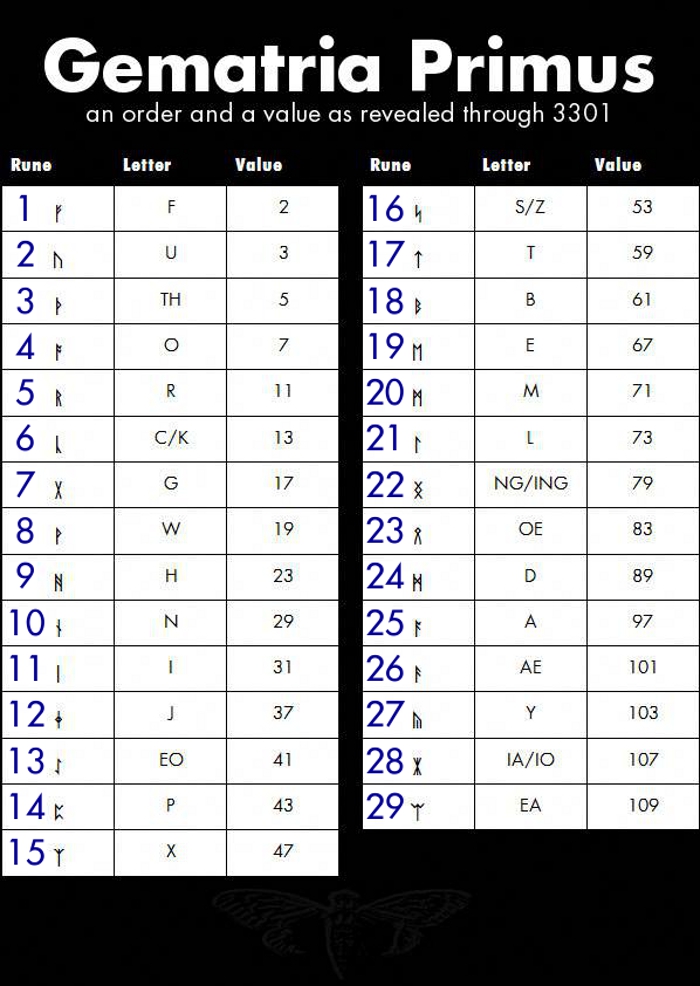 Gematria Primus
an order and a value as revealed through 3301
Rune Letter Value
1 ᚠ F 2
2 ᚢ U 3
3 ᚦ TH 5
4 ᚩ O 7
5 ᚱ R 11
6 ᚳ C/K 13
7 ᚷ G 17
8 ᚹ W 19
9 ᚻ H 23
10 ᚾ N 29
11 ᛁ I 31
12 ᛄ J 37
13 ᛇ EO 41
14 ᛈ P 43
15 ᛉ X 47
Rune Letter Value
16 ᛋ S/Z 53
17 ᛏ T 59
18 ᛒ B 61
19 ᛖ E 67
20 ᛗ M 71
21 ᛚ L 73
22 ᛝ NG/ING 79
23 ᛟ OE 83
24 ᛞ D 89
25 ᚪ A 97
26 ᚫ AE 101
27 ᚣ Y 103
28 ᛡ IA/IO 107
29 ᛠ EA 109